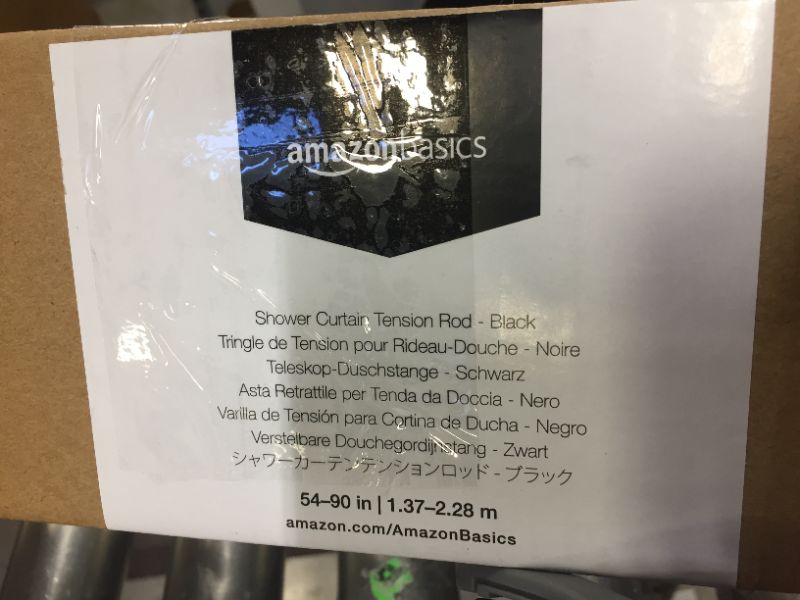 amazonbasics
Shower Curtain Tension Rod - Black
Tringle de Tension pour Rideau-Douche - Noire
Teleskop-Duschstange - Schwarz
Asta Retrattile per Tenda da Doccia - Nero
Varilla de Tensión para Cortina de Ducha - Negro
Verstelbare Douchegordijnstang - Zwart
シャワーカーテンテンションロッド - ブラック
54–90 in | 1.37–2.28 m
amazon.com/AmazonBasics